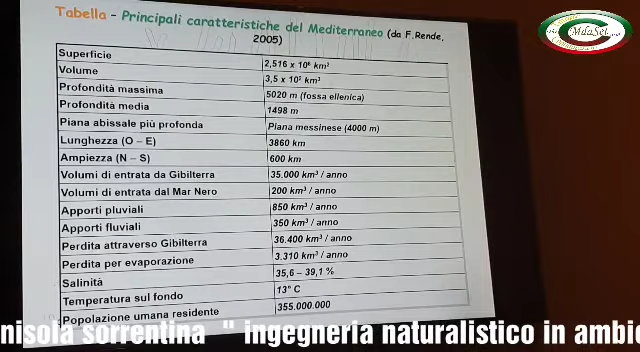 Tabella - Principali caratteristiche del Mediterraneo (da F.Rende,
2005)
Superficie 2,516 x 10⁶ km²
Volume 3,5 x 10² km³
Profondità massima 5020 m (fossa ellenica)
Profondità media 1498 m
Piana abissale più profonda Piana messinese (4000 m)
Lunghezza (O – E) 3860 km
Ampiezza (N – S) 600 km
Volumi di entrata da Gibilterra 35.000 km³ / anno
Volumi di entrata dal Mar Nero 200 km³ / anno
Apporti pluviali 850 km³ / anno
Apporti fluviali 350 km³ / anno
Perdita attraverso Gibilterra 36.400 km³ / anno
Perdita per evaporazione 3.310 km³ / anno
Salinità 35,6 – 39,1 %
Temperatura sul fondo 13° C
Popolazione umana residente 355.000.000
MdaSet
nisola sorrentina " ingegneria naturalistico in ambie